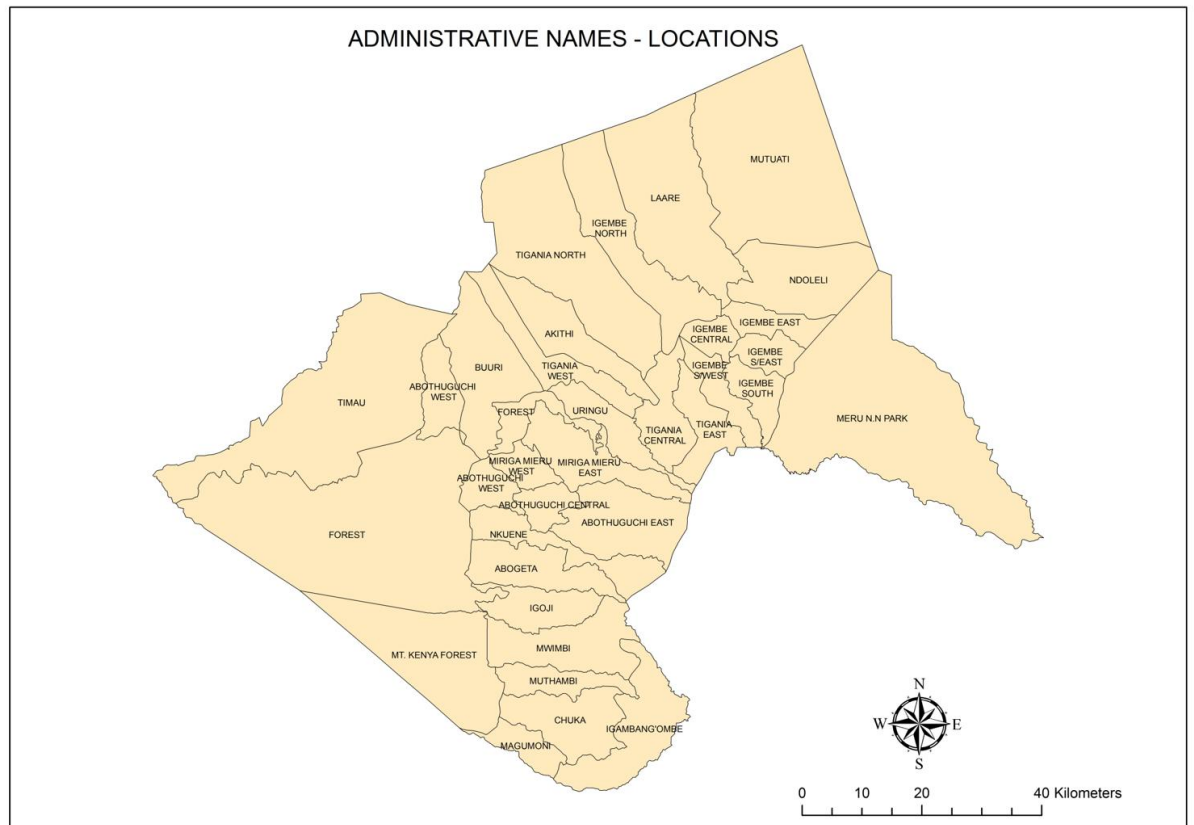 ADMINISTRATIVE NAMES - LOCATIONS
MUTUATI
LAARE
IGEMBE
NORTH
TIGANIA NORTH
NDOLELI
IGEMBE EAST
IGEMBE
CENTRAL
AKITHI
IGEMBE
S/EAST
TIGANIA
WEST
IGEMBE
S/WEST
BUURI
IGEMBE
SOUTH
ABOTHUGUCHI
WEST
TIMAU
FOREST
URINGU
MERU N.N PARK
TIGANIA
CENTRAL
TIGANIA
EAST
MIRIGA MIERU
WEST
MIRIGA MIERU
EAST
ABOTHUGUCHI
WEST
ABOTHUGUCHI CENTRAL
ABOTHUGUCHI EAST
FOREST
NKUENE
ABOGETA
IGOJI
MWIMBI
MT. KENYA FOREST
MUTHAMBI
CHUKA
IGAMBANG'OMBE
MAGUMONI
N
W
E
S
0 10 20 40 Kilometers